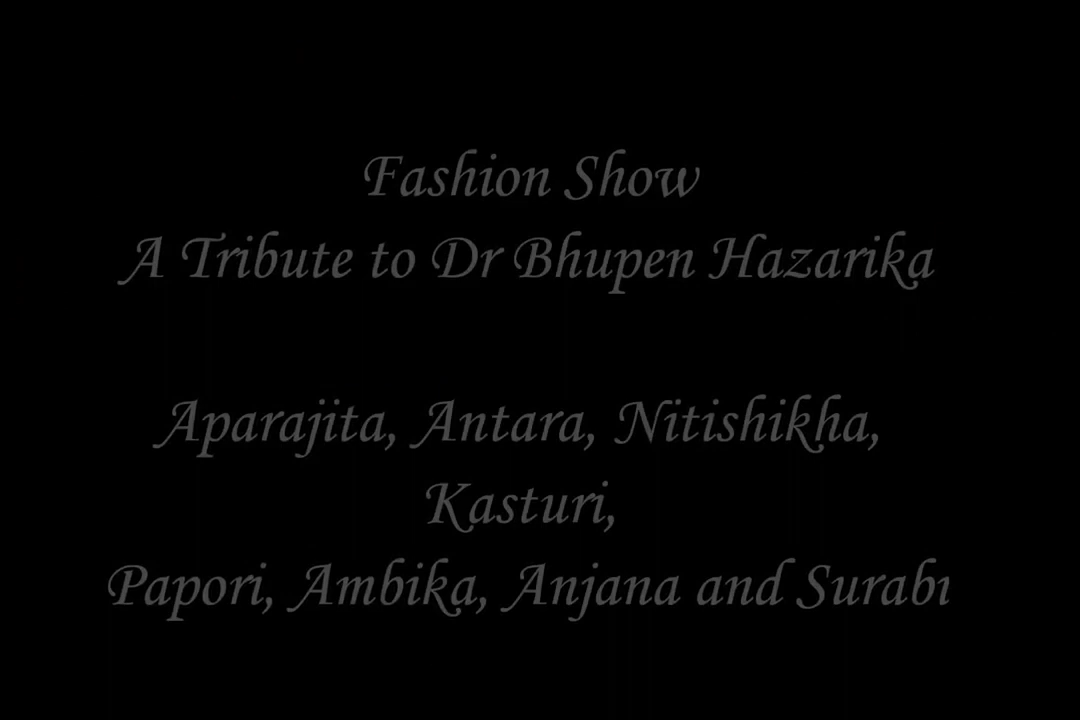 Fashion Show
A Tribute to Dr Bhupen Hazarika
Aparajita, Antara, Nitishikha,
Kasturi,
Papori, Ambika, Anjana and Surabi